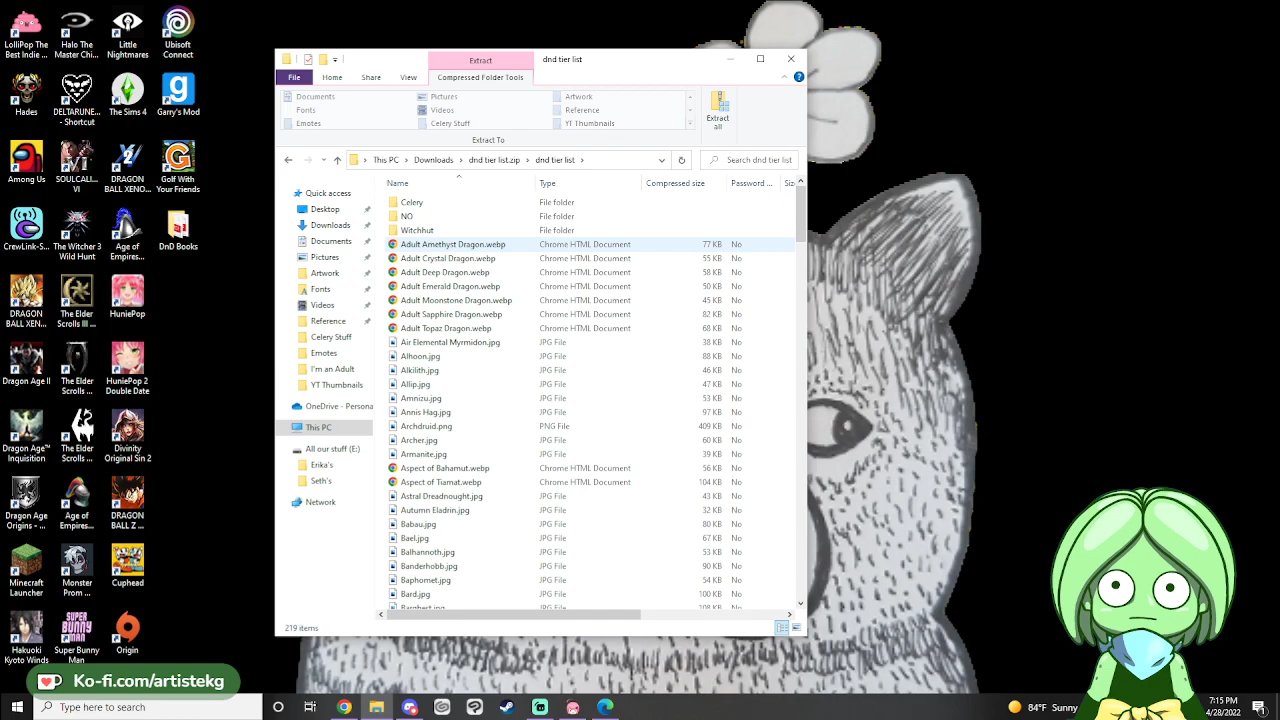 LolliPop The Best Indie ...
Halo The Master Chi...
Little Nightmares
Ubisoft Connect
Hades
DELTARUNE... - Shortcut
The Sims 4
Garry's Mod
Among Us
SOULCALI... VI
DRAGON BALL XENO...
Golf With Your Friends
CrewLink-S...
The Witcher 3 Wild Hunt
Age of Empires...
DnD Books
DRAGON BALL XEN...
The Elder Scrolls III ...
HuniePop
Dragon Age II
The Elder Scrolls ...
HuniePop 2 Double Date
Dragon Age™ Inquisition
The Elder Scrolls ...
Divinity Original Sin 2
Dragon Age Origins - ...
Age of Empires...
DRAGON BALL Z ...
Minecraft Launcher
Monster Prom ...
Cuphead
Hakuoki Kyoto Winds
Super Bunny Man
Origin
SUPER BUNNY MAN
Extract
dnd tier list
File
Home
Share
View
Compressed Folder Tools
Documents
Pictures
Artwork
Fonts
Videos
Reference
Emotes
Celery Stuff
YT Thumbnails
Extract all
Extract To
This PC > Downloads > dnd tier list.zip > dnd tier list >
Search dnd tier list
Name Type Compressed size Password ... Siz
Quick access
Desktop
Downloads
Documents
Pictures
Artwork
Fonts
Videos
Reference
Celery Stuff
Emotes
I'm an Adult
YT Thumbnails
OneDrive - Persona
This PC
All our stuff (E:)
Erika's
Seth's
Network
Celery File folder
NO File folder
Witchhut File folder
Adult Amethyst Dragon.webp Chrome HTML Document 77 KB No
Adult Crystal Dragon.webp Chrome HTML Document 55 KB No
Adult Deep Dragon.webp Chrome HTML Document 58 KB No
Adult Emerald Dragon.webp Chrome HTML Document 50 KB No
Adult Moonstone Dragon.webp Chrome HTML Document 45 KB No
Adult Sapphire Dragon.webp Chrome HTML Document 82 KB No
Adult Topaz Dragon.webp Chrome HTML Document 68 KB No
Air Elemental Myrmidon.jpg JPG File 38 KB No
Alhoon.jpg JPG File 88 KB No
Alkilith.jpg JPG File 46 KB No
Allip.jpg JPG File 47 KB No
Amnizu.jpg JPG File 53 KB No
Annis Hag.jpg JPG File 97 KB No
Archdruid.png PNG File 409 KB No
Archer.jpg JPG File 60 KB No
Armanite.jpg JPG File 39 KB No
Aspect of Bahamut.webp Chrome HTML Document 56 KB No
Aspect of Tiamat.webp Chrome HTML Document 104 KB No
Astral Dreadnought.jpg JPG File 43 KB No
Autumn Eladrin.jpg JPG File 32 KB No
Babau.jpg JPG File 80 KB No
Bael.jpg JPG File 67 KB No
Balhannoth.jpg JPG File 53 KB No
Banderhobb.jpg JPG File 90 KB No
Baphomet.jpg JPG File 54 KB No
Bard.jpg JPG File 100 KB No
Barghest.jpg JPG File 108 KB No
219 items
Ko-fi.com/artistekg
Type here to search
84°F Sunny
7:15 PM
4/28/2022